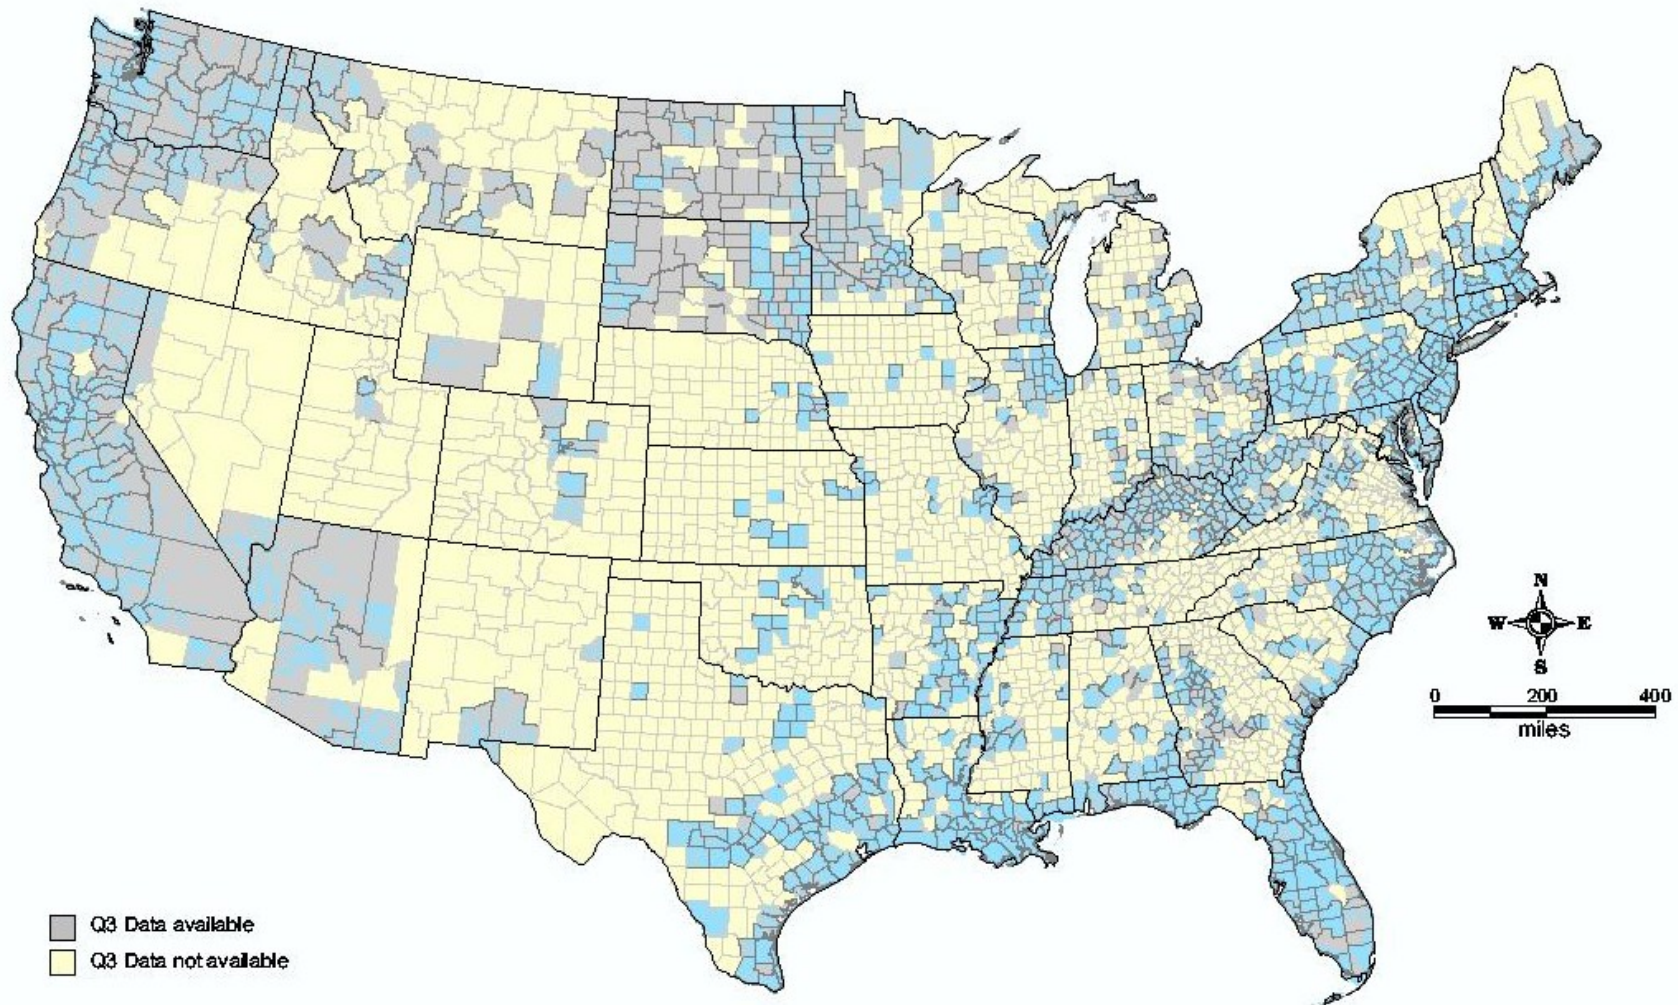 N
W E
S
0 200 400
miles
Q3 Data available
Q3 Data not available